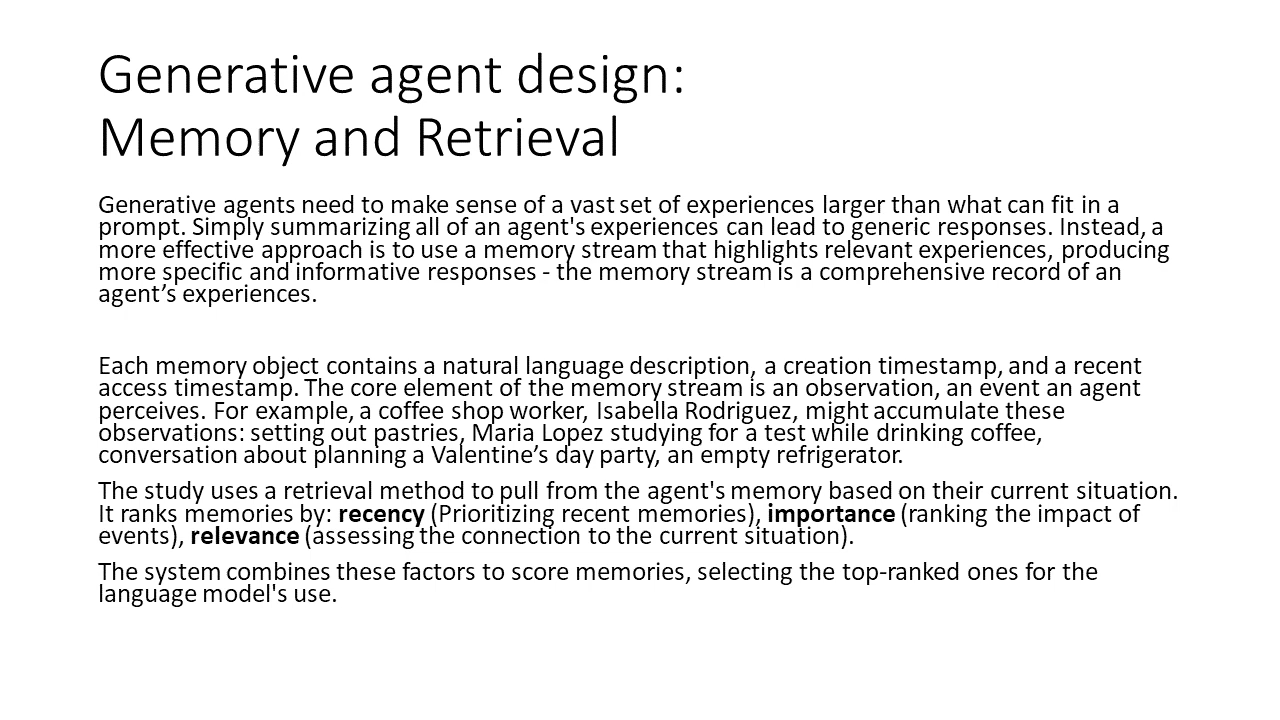 Generative agent design:
Memory and Retrieval
Generative agents need to make sense of a vast set of experiences larger than what can fit in a
prompt. Simply summarizing all of an agent's experiences can lead to generic responses. Instead, a
more effective approach is to use a memory stream that highlights relevant experiences, producing
more specific and informative responses - the memory stream is a comprehensive record of an
agent’s experiences.
Each memory object contains a natural language description, a creation timestamp, and a recent
access timestamp. The core element of the memory stream is an observation, an event an agent
perceives. For example, a coffee shop worker, Isabella Rodriguez, might accumulate these
observations: setting out pastries, Maria Lopez studying for a test while drinking coffee,
conversation about planning a Valentine’s day party, an empty refrigerator.
The study uses a retrieval method to pull from the agent's memory based on their current situation.
It ranks memories by: recency (Prioritizing recent memories), importance (ranking the impact of
events), relevance (assessing the connection to the current situation).
The system combines these factors to score memories, selecting the top-ranked ones for the
language model's use.